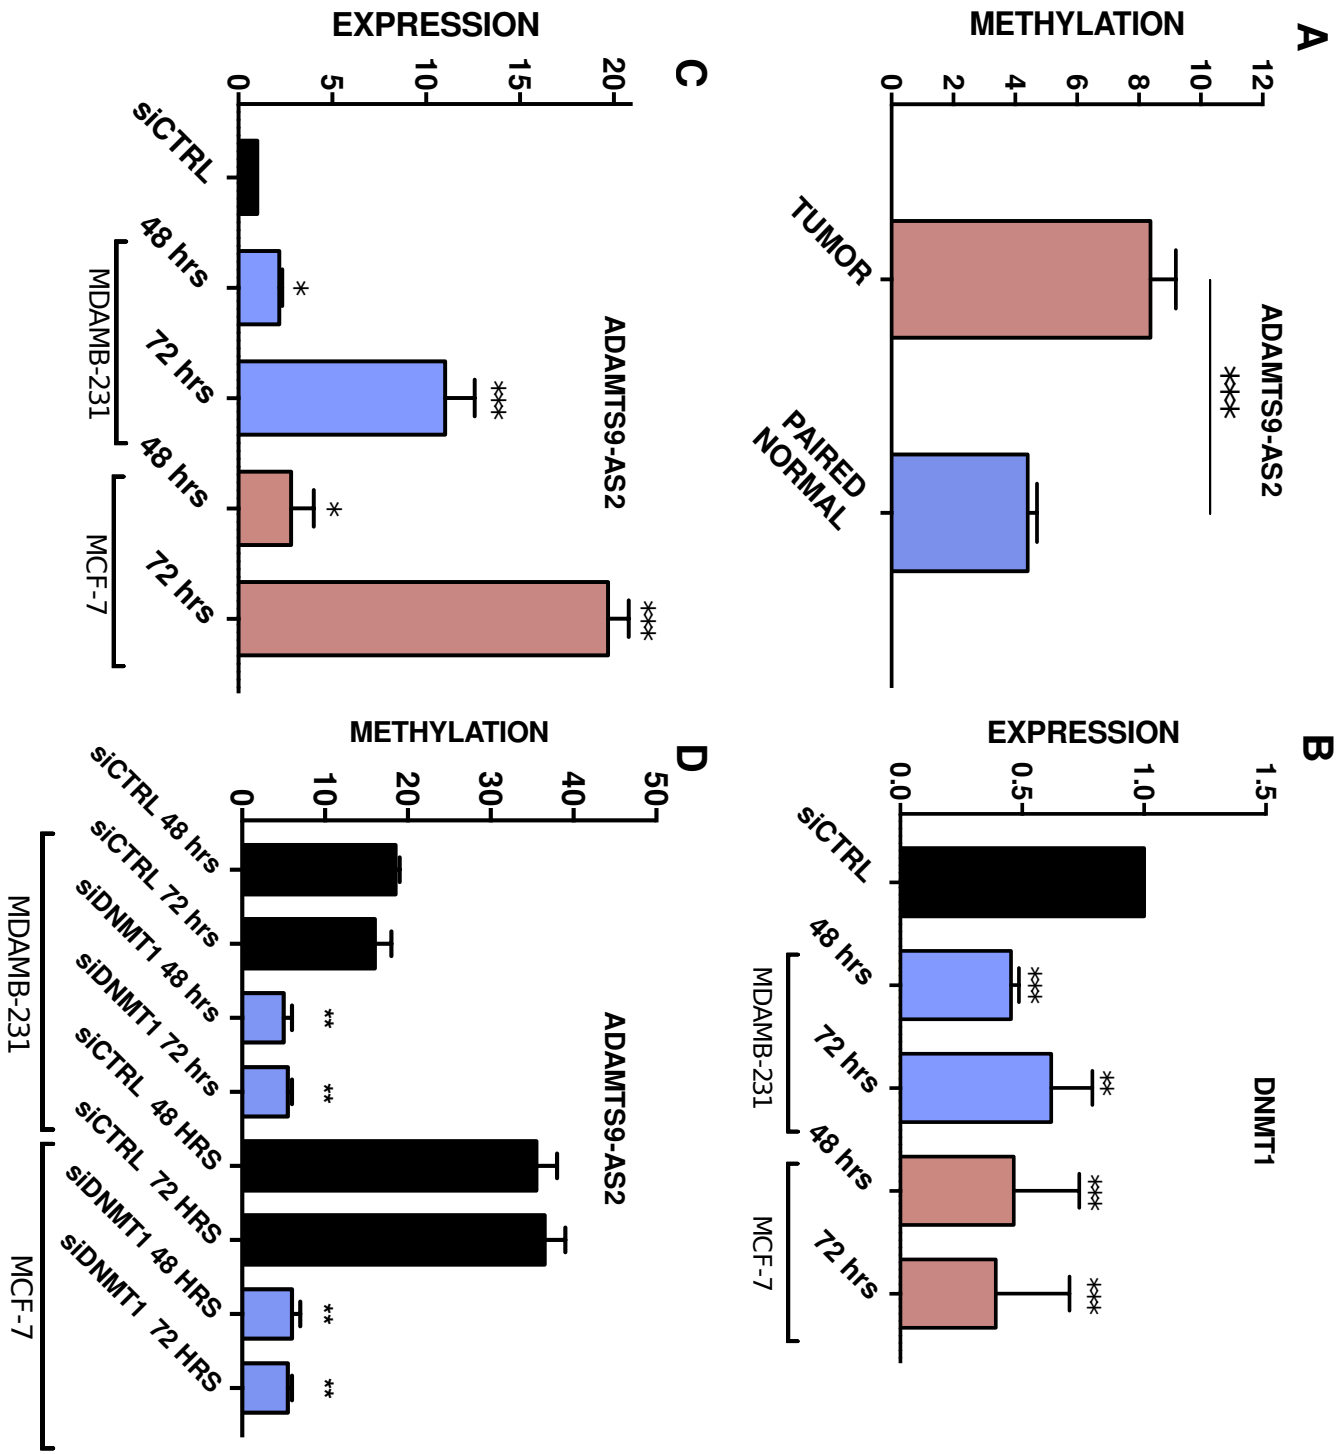 A
ADAMTS9-AS2
METHYLATION
12
10
8
6
4
2
0
***
TUMOR
PAIRED
NORMAL
B
DNMT1
EXPRESSION
1.5
1.0
0.5
0.0
***
**
***
***
siCTRL
48 hrs
72 hrs
48 hrs
72 hrs
MDAMB-231
MCF-7
C
ADAMTS9-AS2
EXPRESSION
20
15
10
5
0
*
***
*
***
siCTRL
48 hrs
72 hrs
48 hrs
72 hrs
MDAMB-231
MCF-7
D
ADAMTS9-AS2
METHYLATION
50
40
30
20
10
0
**
**
**
**
siCTRL 48 hrs
siCTRL 72 hrs
siDNMT1 48 hrs
siDNMT1 72 hrs
siCTRL 48 HRS
siCTRL 72 HRS
siDNMT1 48 HRS
siDNMT1 72 HRS
MDAMB-231
MCF-7